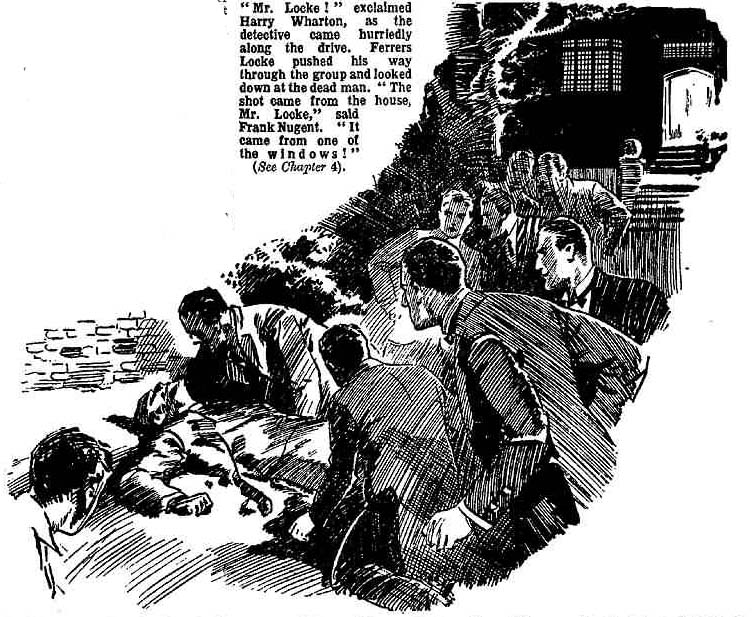 "Mr. Locke!" exclaimed
Harry Wharton, as the
detective came hurriedly
along the drive. Ferrers
Locke pushed his way
through the group and looked
down at the dead man. "The
shot came from the house,
Mr. Locke," said
Frank Nugent. "It
came from one of
the windows!"
(See Chapter 4).